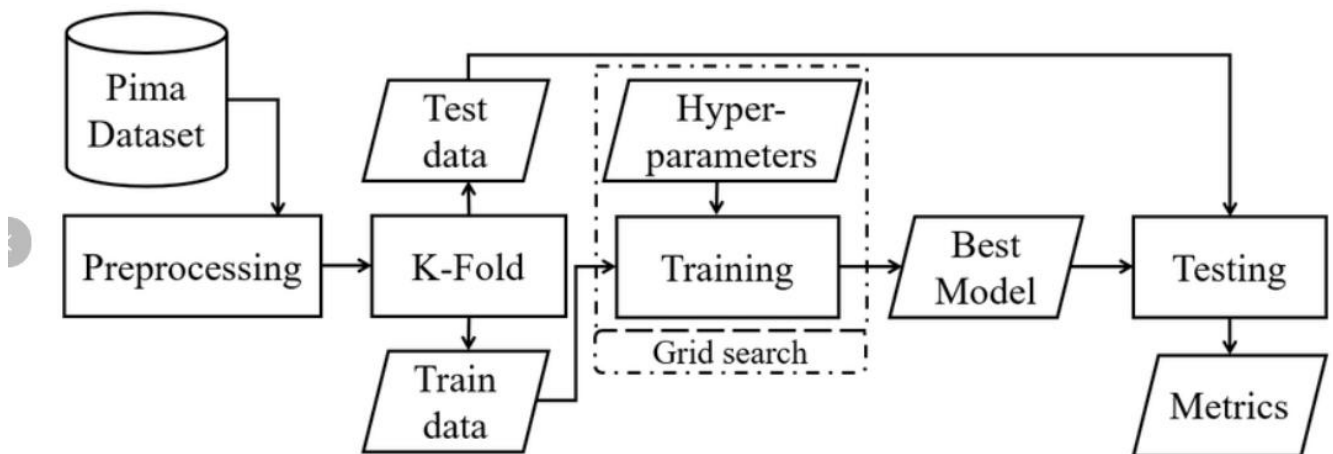 Pima
Dataset
Test
data
Hyper-
parameters
Preprocessing
K-Fold
Training
Best
Model
Testing
Grid search
Train
data
Metrics